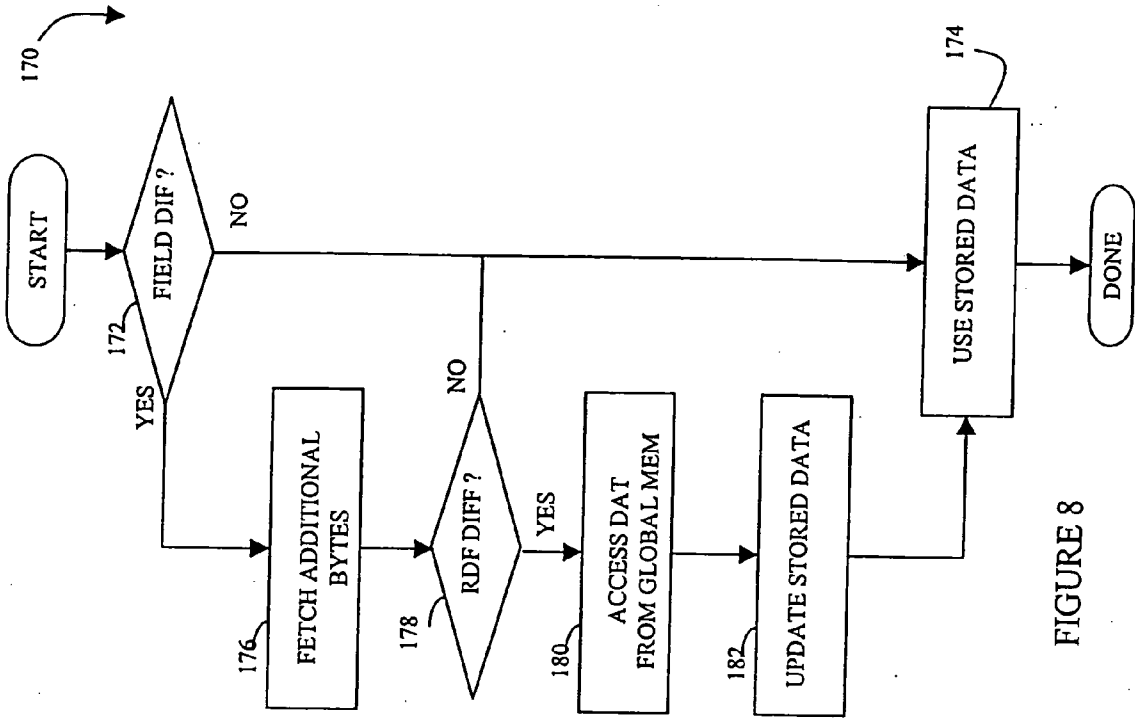 170
START
172
FIELD DIF ?
YES
NO
176
FETCH ADDITIONAL
BYTES
178
RDF DIFF ?
NO
YES
180
ACCESS DAT
FROM GLOBAL MEM
182
UPDATE STORED DATA
174
USE STORED DATA
DONE
FIGURE 8